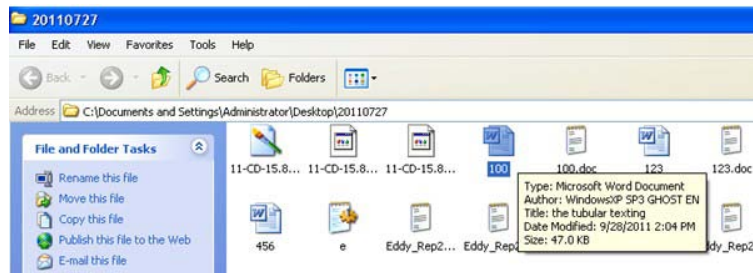 20110727
File Edit View Favorites Tools Help
Back Search Folders
Address C:\Documents and Settings\Administrator\Desktop\20110727
File and Folder Tasks
Rename this file
Move this file
Copy this file
Publish this file to the Web
E-mail this file
11-CD-15.8... 11-CD-15.8... 11-CD-15.8... 100 100.doc 123 123.doc
Type: Microsoft Word Document
Author: WindowsXP SP3 GHOST EN
Title: the tubular texting
Date Modified: 9/28/2011 2:04 PM
Size: 47.0 KB
456 e Eddy_Rep2... Eddy_Rep2 ddy_Rep2